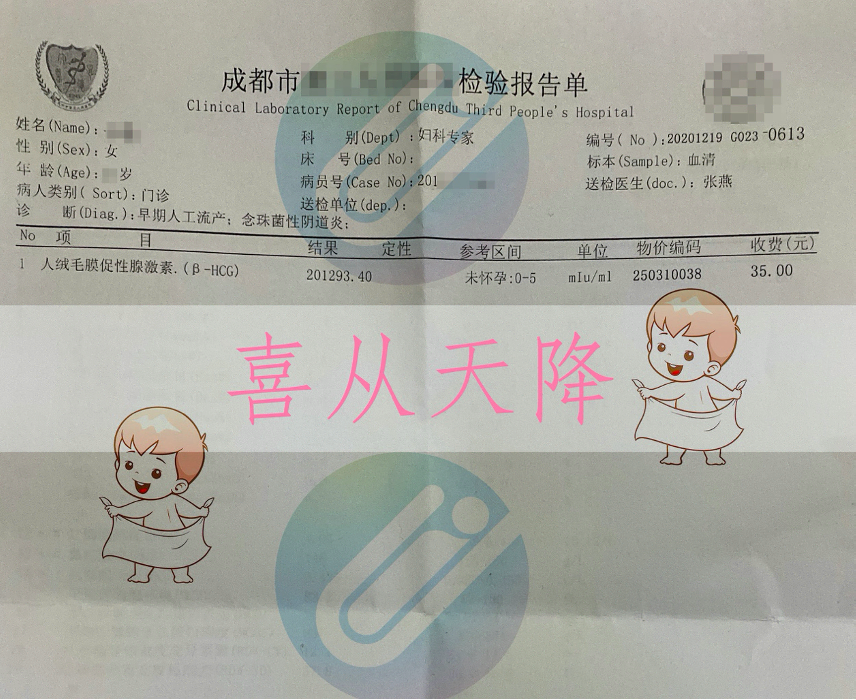 成都市 检验报告单
Clinical Laboratory Report of Chengdu Third People's Hospital
姓名(Name): 科 别(Dept) :妇科专家 编号( No ):20201219 G023 -0613
性 别(Sex): 女 床 号(Bed No): 标本(Sample): 血清
年 龄(Age): 岁 病员号(Case No):201 送检医生(doc.): 张燕
病人类别( Sort): 门诊 送检单位(dep.):
诊 断(Diag.):早期人工流产; 念珠菌性阴道炎;
No 项 目 结果 定性 参考区间 单位 物价编码 收费(元)
1 人绒毛膜促性腺激素.(β-HCG) 201293.40 未怀孕:0-5 mIu/ml 250310038 35.00
喜从天降